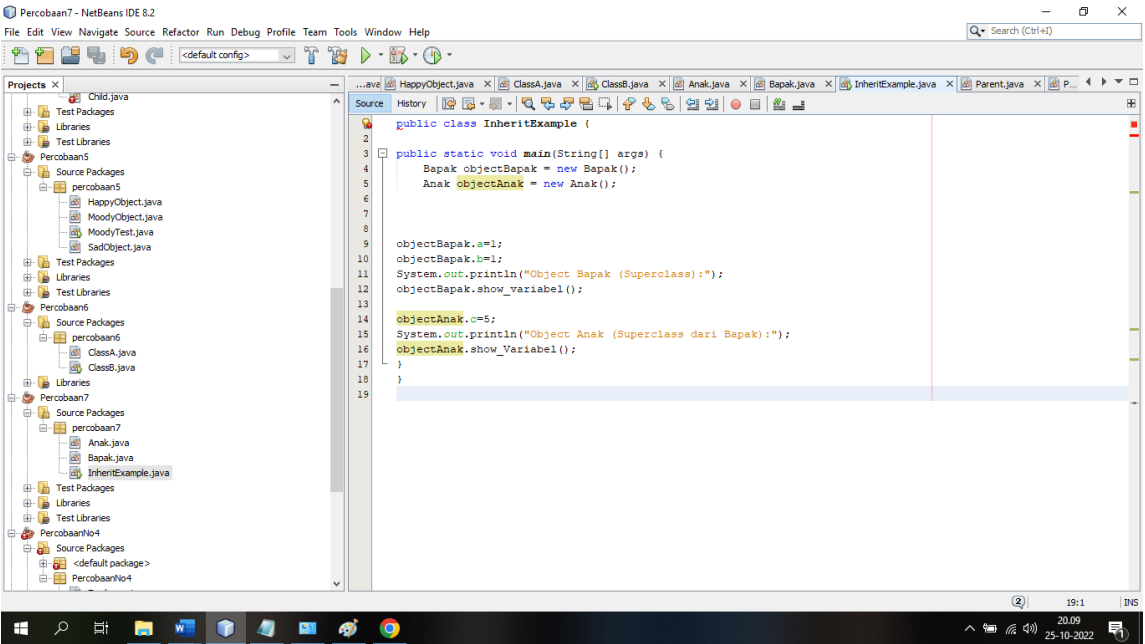 Percobaan7 - NetBeans IDE 8.2
File Edit View Navigate Source Refactor Run Debug Profile Team Tools Window Help
Search (Ctrl+I)
<default config>
Projects
...ava HappyObject.java ClassA.java ClassB.java Anak.java Bapak.java InheritExample.java Parent.java P...
Source History
Child.java
Test Packages
Libraries
Test Libraries
Percobaan5
Source Packages
percobaan5
HappyObject.java
MoodyObject.java
MoodyTest.java
SadObject.java
Test Packages
Libraries
Test Libraries
Percobaan6
Source Packages
percobaan6
ClassA.java
ClassB.java
Libraries
Percobaan7
Source Packages
percobaan7
Anak.java
Bapak.java
InheritExample.java
Test Packages
Libraries
Test Libraries
PercobaanNo4
Source Packages
<default package>
PercobaanNo4
public class InheritExample {
2
3 public static void main(String[] args) {
4 Bapak objectBapak = new Bapak();
5 Anak objectAnak = new Anak();
6
7
8
9 objectBapak.a=1;
10 objectBapak.b=1;
11 System.out.println("Object Bapak (Superclass):");
12 objectBapak.show_variabel();
13
14 objectAnak.c=5;
15 System.out.println("Object Anak (Superclass dari Bapak):");
16 objectAnak.show_Variabel();
17 }
18 }
19
2 19:1 INS
20.09
25-10-2022
1